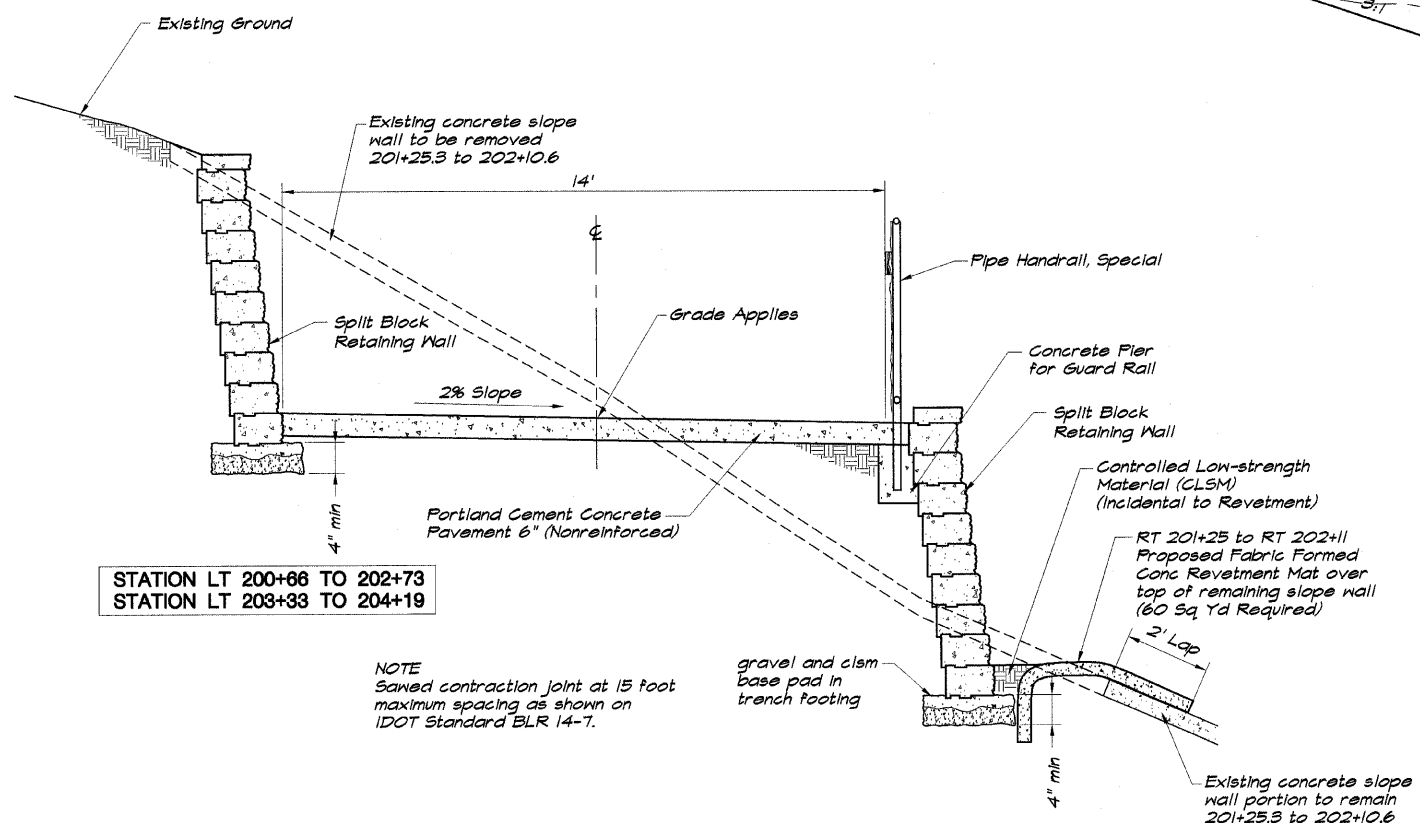 3:1
Existing Ground
Existing concrete slope
wall to be removed
201+25.3 to 202+10.6
14'
℄
Pipe Handrail, Special
Split Block
Retaining Wall
Grade Applies
Concrete Pier
for Guard Rail
2% Slope
Split Block
Retaining Wall
Controlled Low-strength
Material (CLSM)
(Incidental to Revetment)
4" min
Portland Cement Concrete
Pavement 6" (Nonreinforced)
RT 201+25 to RT 202+11
Proposed Fabric Formed
Conc Revetment Mat over
top of remaining slope wall
(60 Sq Yd Required)
STATION LT 200+66 TO 202+73
STATION LT 203+33 TO 204+19
2' Lap
NOTE
Sawed contraction joint at 15 foot
maximum spacing as shown on
IDOT Standard BLR 14-7.
gravel and clsm
base pad in
trench footing
4" min
Existing concrete slope
wall portion to remain
201+25.3 to 202+10.6